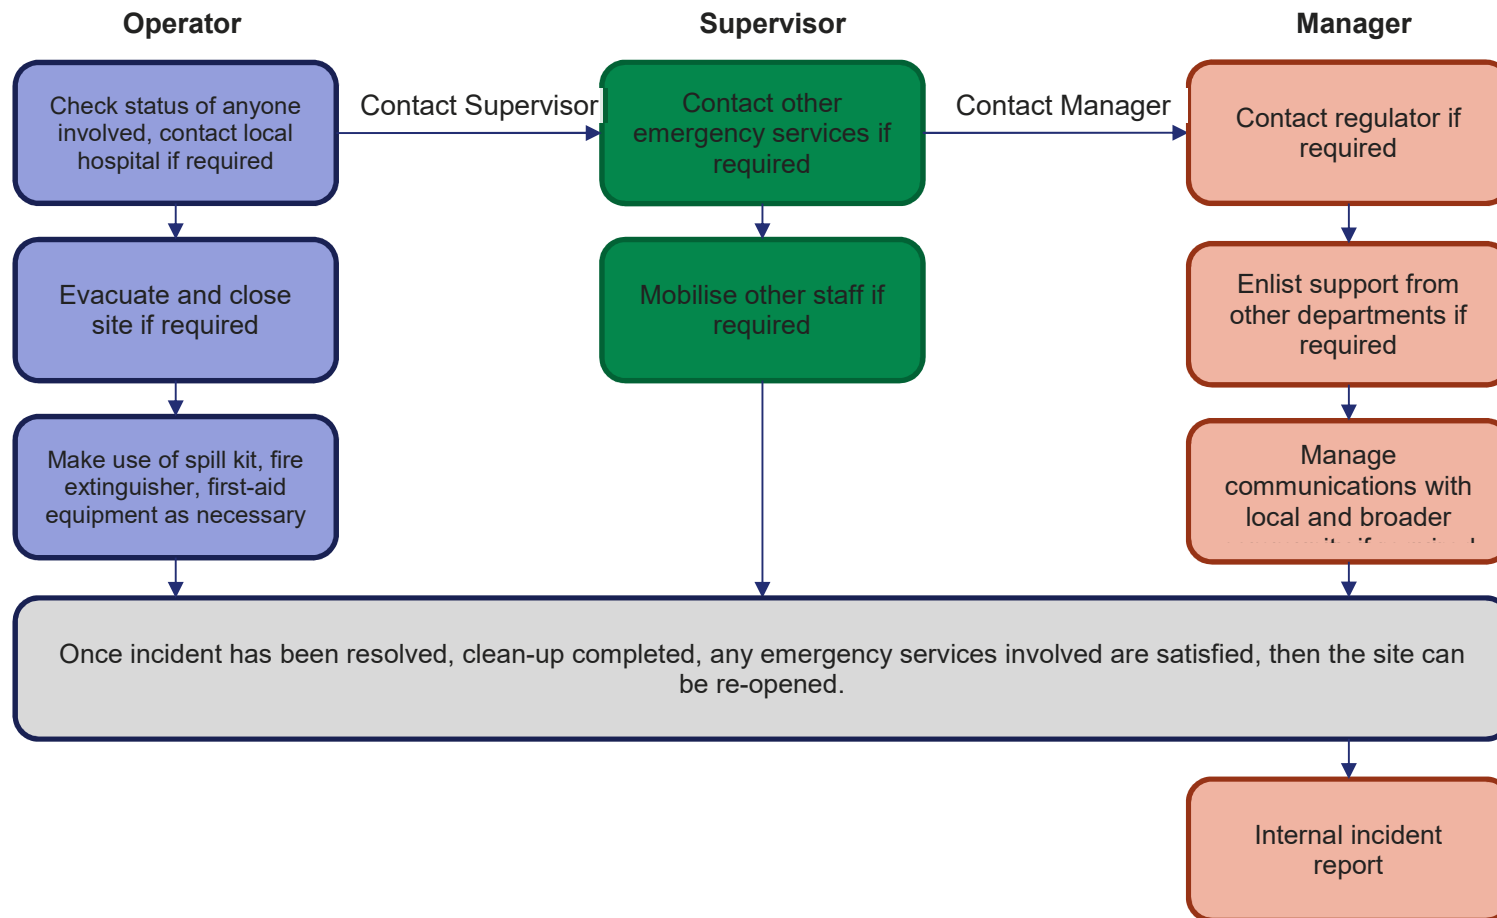 Operator
Supervisor
Manager
Check status of anyone
involved, contact local
hospital if required
Contact Supervisor
Contact other
emergency services if
required
Contact Manager
Contact regulator if
required
Evacuate and close
site if required
Mobilise other staff if
required
Enlist support from
other departments if
required
Make use of spill kit, fire
extinguisher, first-aid
equipment as necessary
Manage
communications with
local and broader
Once incident has been resolved, clean-up completed, any emergency services involved are satisfied, then the site can
be re-opened.
Internal incident
report